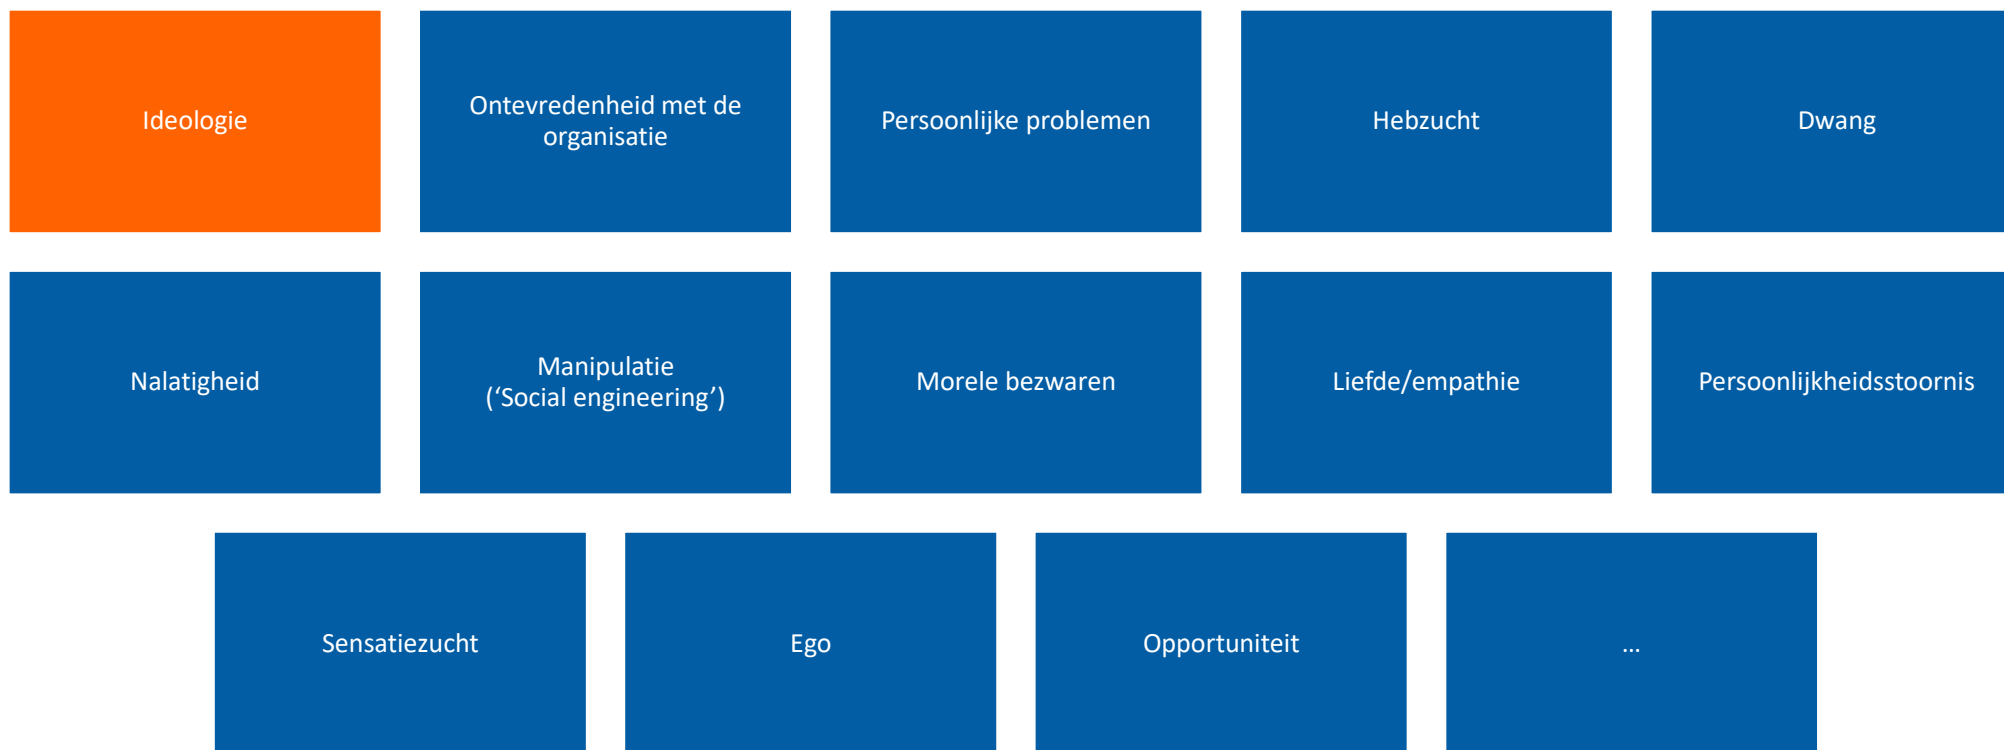 Ideologie
Ontevredenheid met de
organisatie
Persoonlijke problemen
Hebzucht
Dwang
Nalatigheid
Manipulatie
(‘Social engineering’)
Morele bezwaren
Liefde/empathie
Persoonlijkheidsstoornis
Sensatiezucht
Ego
Opportuniteit
...